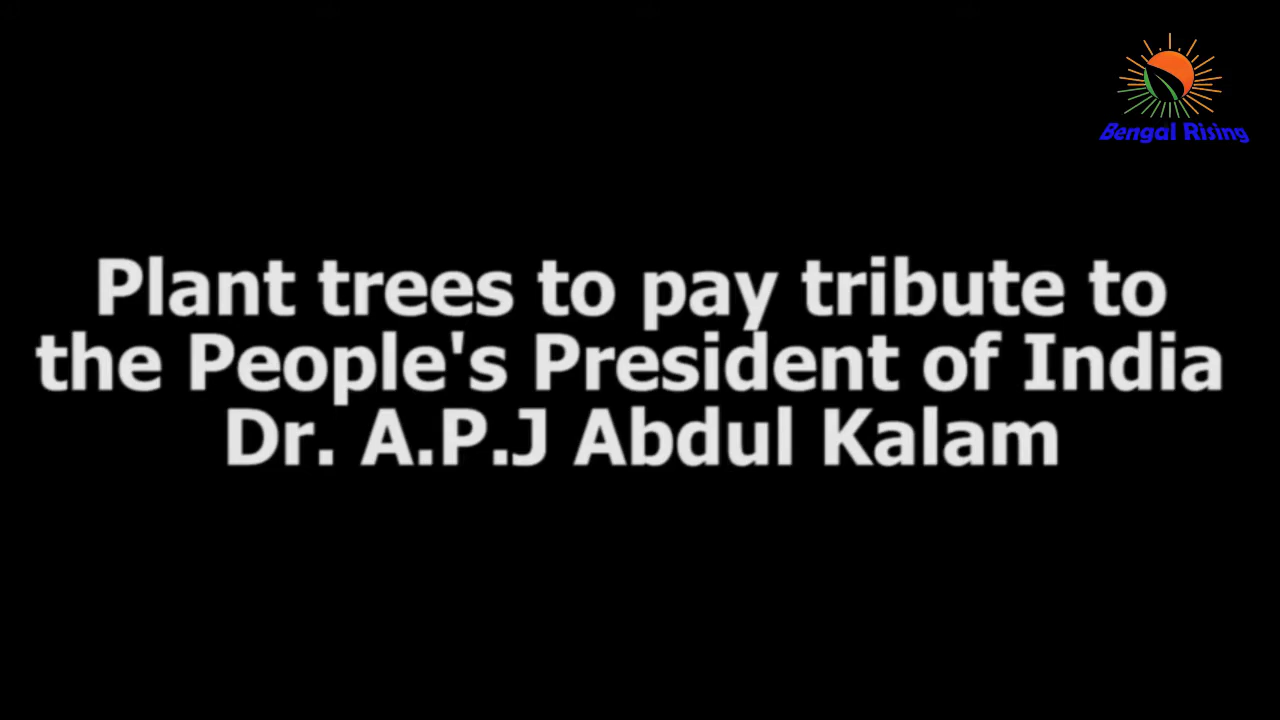 Bengal Rising
Plant trees to pay tribute to
the People's President of India
Dr. A.P.J Abdul Kalam